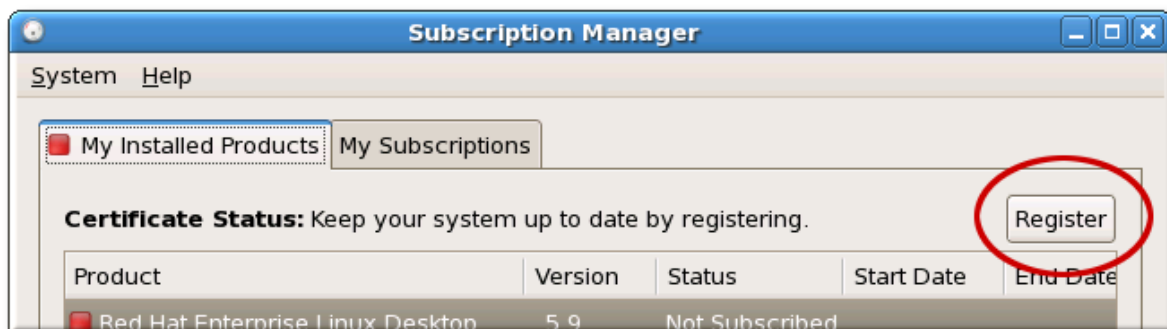 Subscription Manager
System Help
My Installed Products My Subscriptions
Certificate Status: Keep your system up to date by registering. Register
Product Version Status Start Date End Date
Red Hat Enterprise Linux Desktop 5.9 Not Subscribed